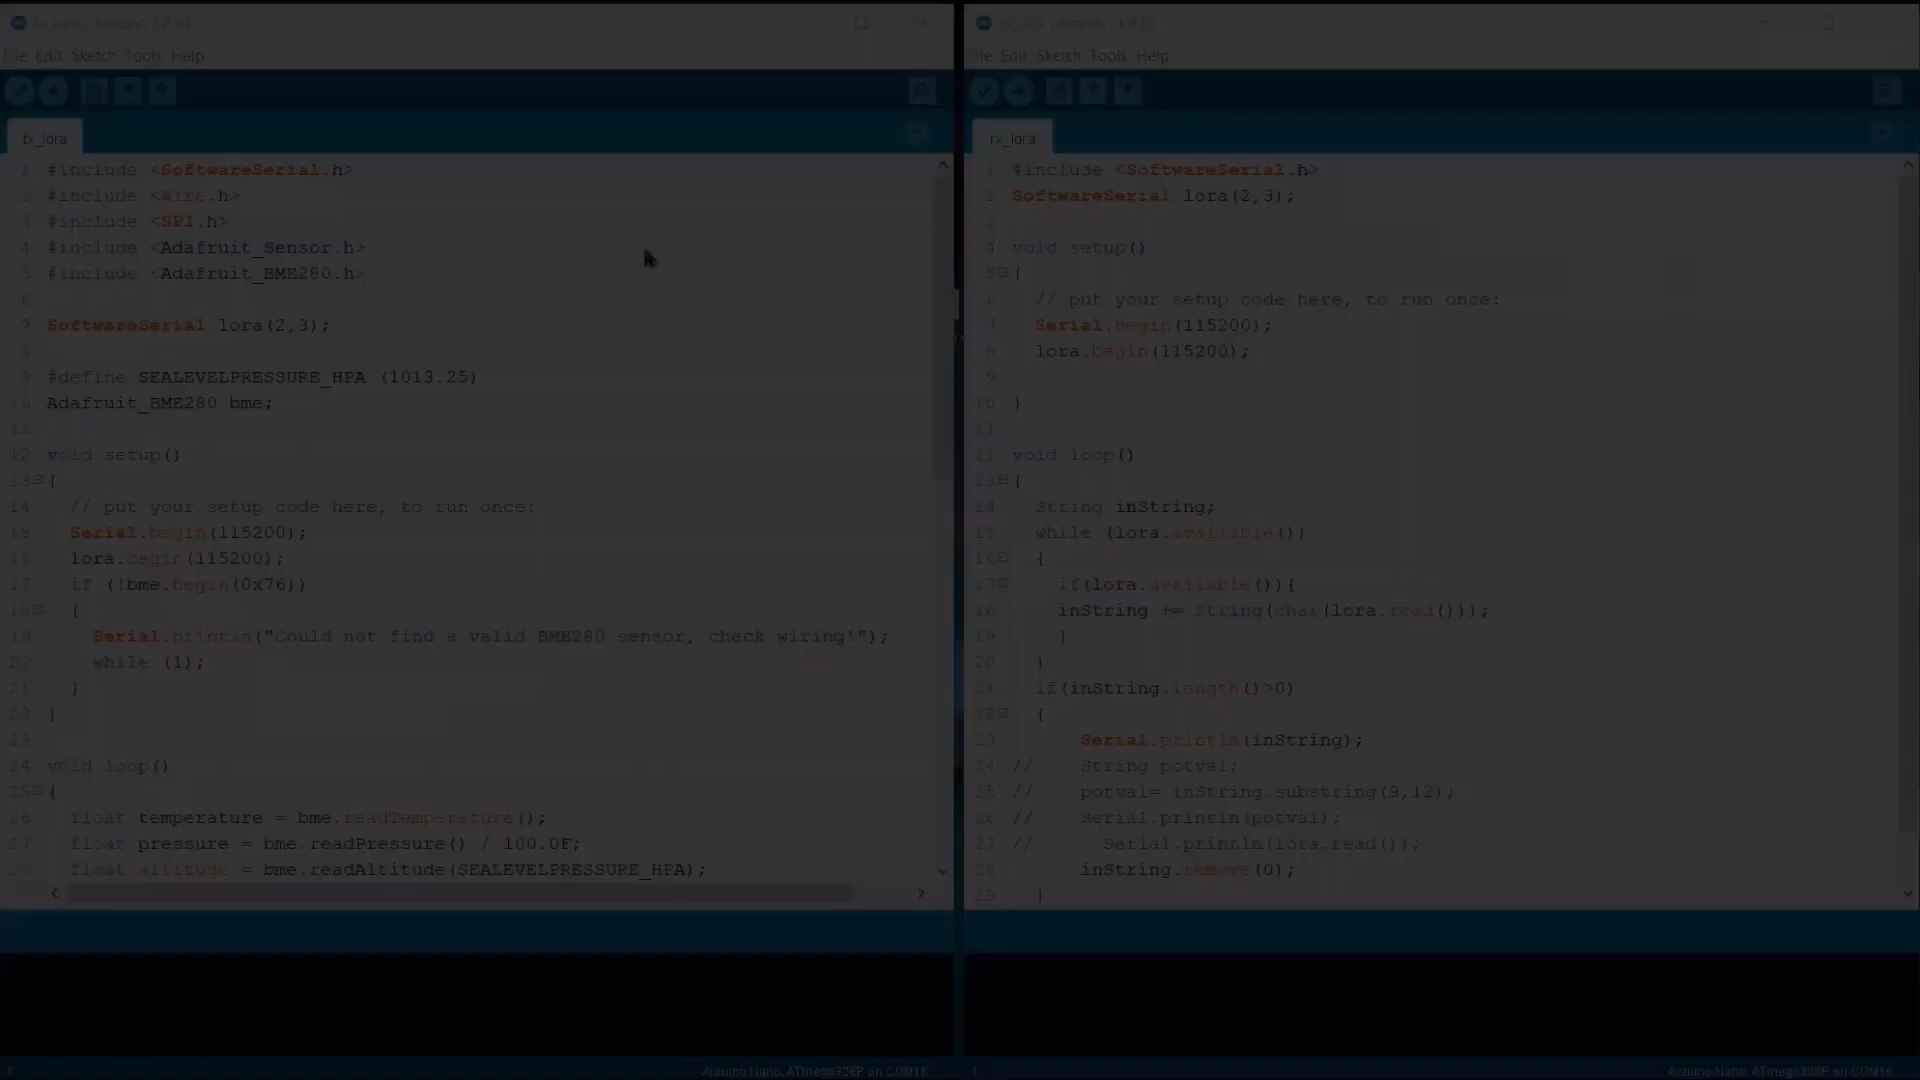 File Edit Sketch Tools Help
tx_lora
1 #include <SoftwareSerial.h>
2 #include <Wire.h>
3 #include <SPI.h>
4 #include <Adafruit_Sensor.h>
5 #include <Adafruit_BME280.h>
6
7 SoftwareSerial lora(2,3);
8
9 #define SEALEVELPRESSURE_HPA (1013.25)
10 Adafruit_BME280 bme;
11
12 void setup()
13 {
14 // put your setup code here, to run once:
15 Serial.begin(115200);
16 lora.begin(115200);
17 if (!bme.begin(0x76))
18 {
19 Serial.println("Could not find a valid BME280 sensor, check wiring!");
20 while (1);
21 }
22 }
23
24 void loop()
25 {
26 float temperature = bme.readTemperature();
27 float pressure = bme.readPressure() / 100.0F;
28 float altitude = bme.readAltitude(SEALEVELPRESSURE_HPA);
1
Arduino Nano, ATmega328P on COM16
File Edit Sketch Tools Help
rx_lora
1 #include <SoftwareSerial.h>
2 SoftwareSerial lora(2,3);
3
4 void setup()
5 {
6 // put your setup code here, to run once:
7 Serial.begin(115200);
8 lora.begin(115200);
9
10 }
11
12 void loop()
13 {
14 String inString;
15 while (lora.available())
16 {
17 if(lora.available()){
18 inString += String(char(lora.read()));
19 }
20 }
21 if(inString.length()>0)
22 {
23 Serial.println(inString);
24 // String potval;
25 // potval= inString.substring(9,12);
26 // Serial.println(potval);
27 // Serial.println(lora.read());
28 inString.remove(0);
29 }
1
Arduino Nano, ATmega328P on COM16